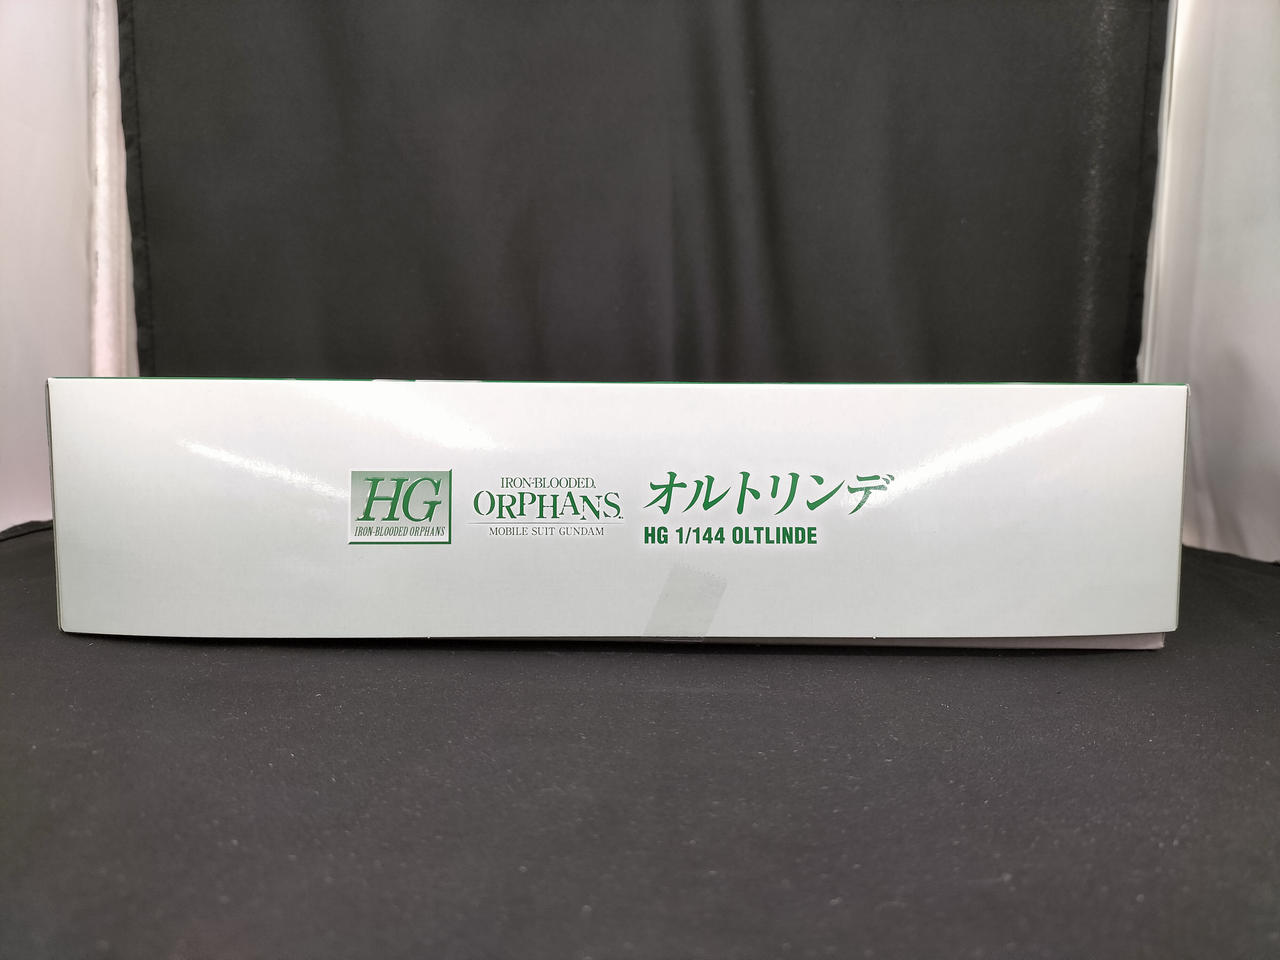 HG
IRON-BLOODED ORPHANS
IRON-BLOODED
ORPHANS
MOBILE SUIT GUNDAM
オルトリンデ
HG 1/144 OLTLINDE